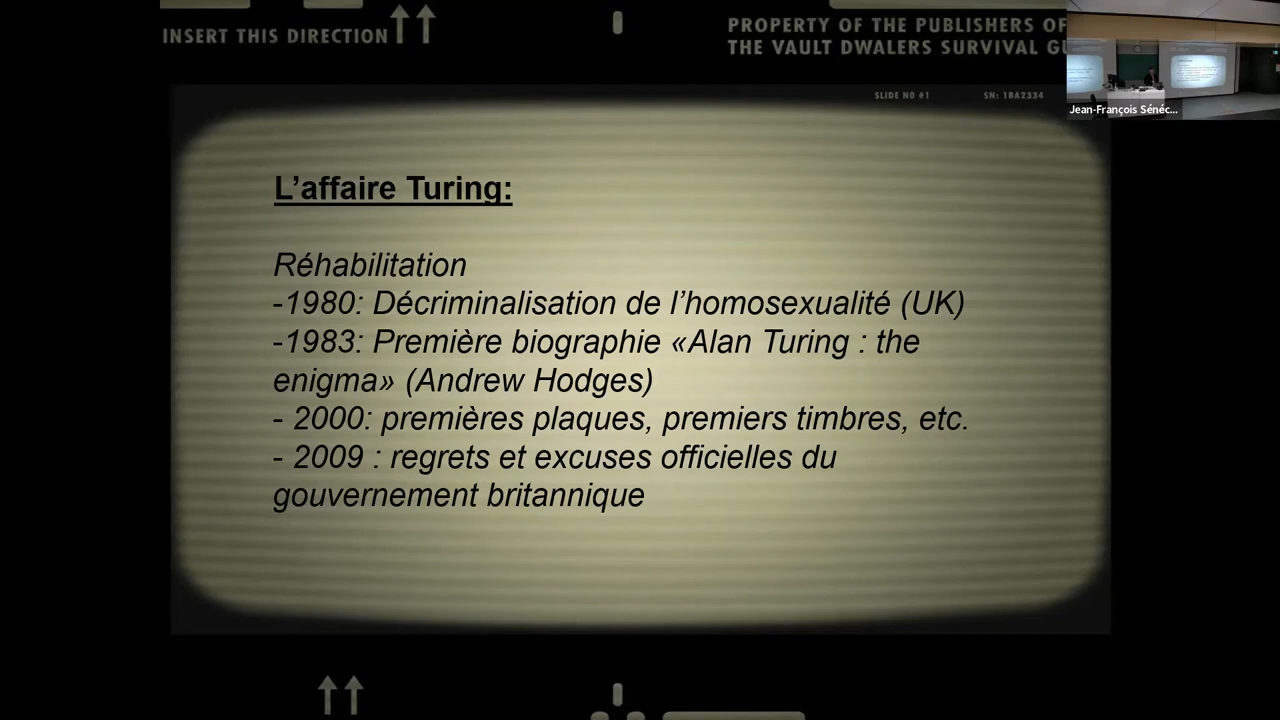 INSERT THIS DIRECTION
PROPERTY OF THE PUBLISHERS OF
THE VAULT DWALERS SURVIVAL GU
SLIDE NO #1 SN: 1BA2334
Jean-François Sénéc...
L’affaire Turing:
Réhabilitation
-1980: Décriminalisation de l’homosexualité (UK)
-1983: Première biographie «Alan Turing : the
enigma» (Andrew Hodges)
- 2000: premières plaques, premiers timbres, etc.
- 2009 : regrets et excuses officielles du
gouvernement britannique